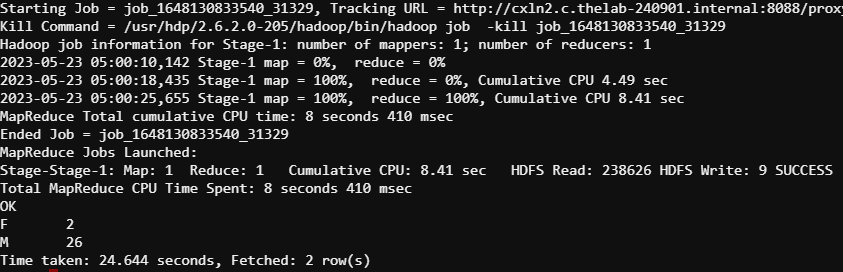 Starting Job = job_1648130833540_31329, Tracking URL = http://cxln2.c.thelab-240901.internal:8088/proxy
Kill Command = /usr/hdp/2.6.2.0-205/hadoop/bin/hadoop job  -kill job_1648130833540_31329
Hadoop job information for Stage-1: number of mappers: 1; number of reducers: 1
2023-05-23 05:00:10,142 Stage-1 map = 0%,  reduce = 0%
2023-05-23 05:00:18,435 Stage-1 map = 100%,  reduce = 0%, Cumulative CPU 4.49 sec
2023-05-23 05:00:25,655 Stage-1 map = 100%,  reduce = 100%, Cumulative CPU 8.41 sec
MapReduce Total cumulative CPU time: 8 seconds 410 msec
Ended Job = job_1648130833540_31329
MapReduce Jobs Launched:
Stage-Stage-1: Map: 1  Reduce: 1   Cumulative CPU: 8.41 sec   HDFS Read: 238626 HDFS Write: 9 SUCCESS
Total MapReduce CPU Time Spent: 8 seconds 410 msec
OK
F       2
M       26
Time taken: 24.644 seconds, Fetched: 2 row(s)